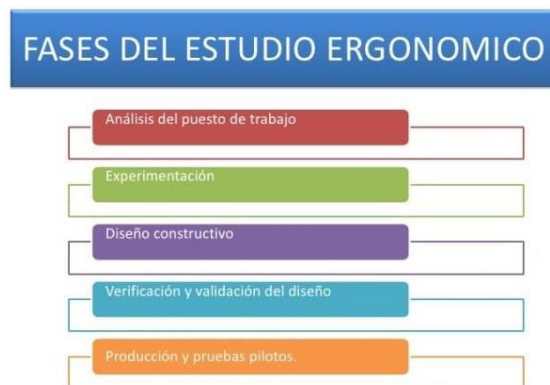 FASES DEL ESTUDIO ERGONOMICO
Análisis del puesto de trabajo
Experimentación
Diseño constructivo
Verificación y validación del diseño
Producción y pruebas pilotos.